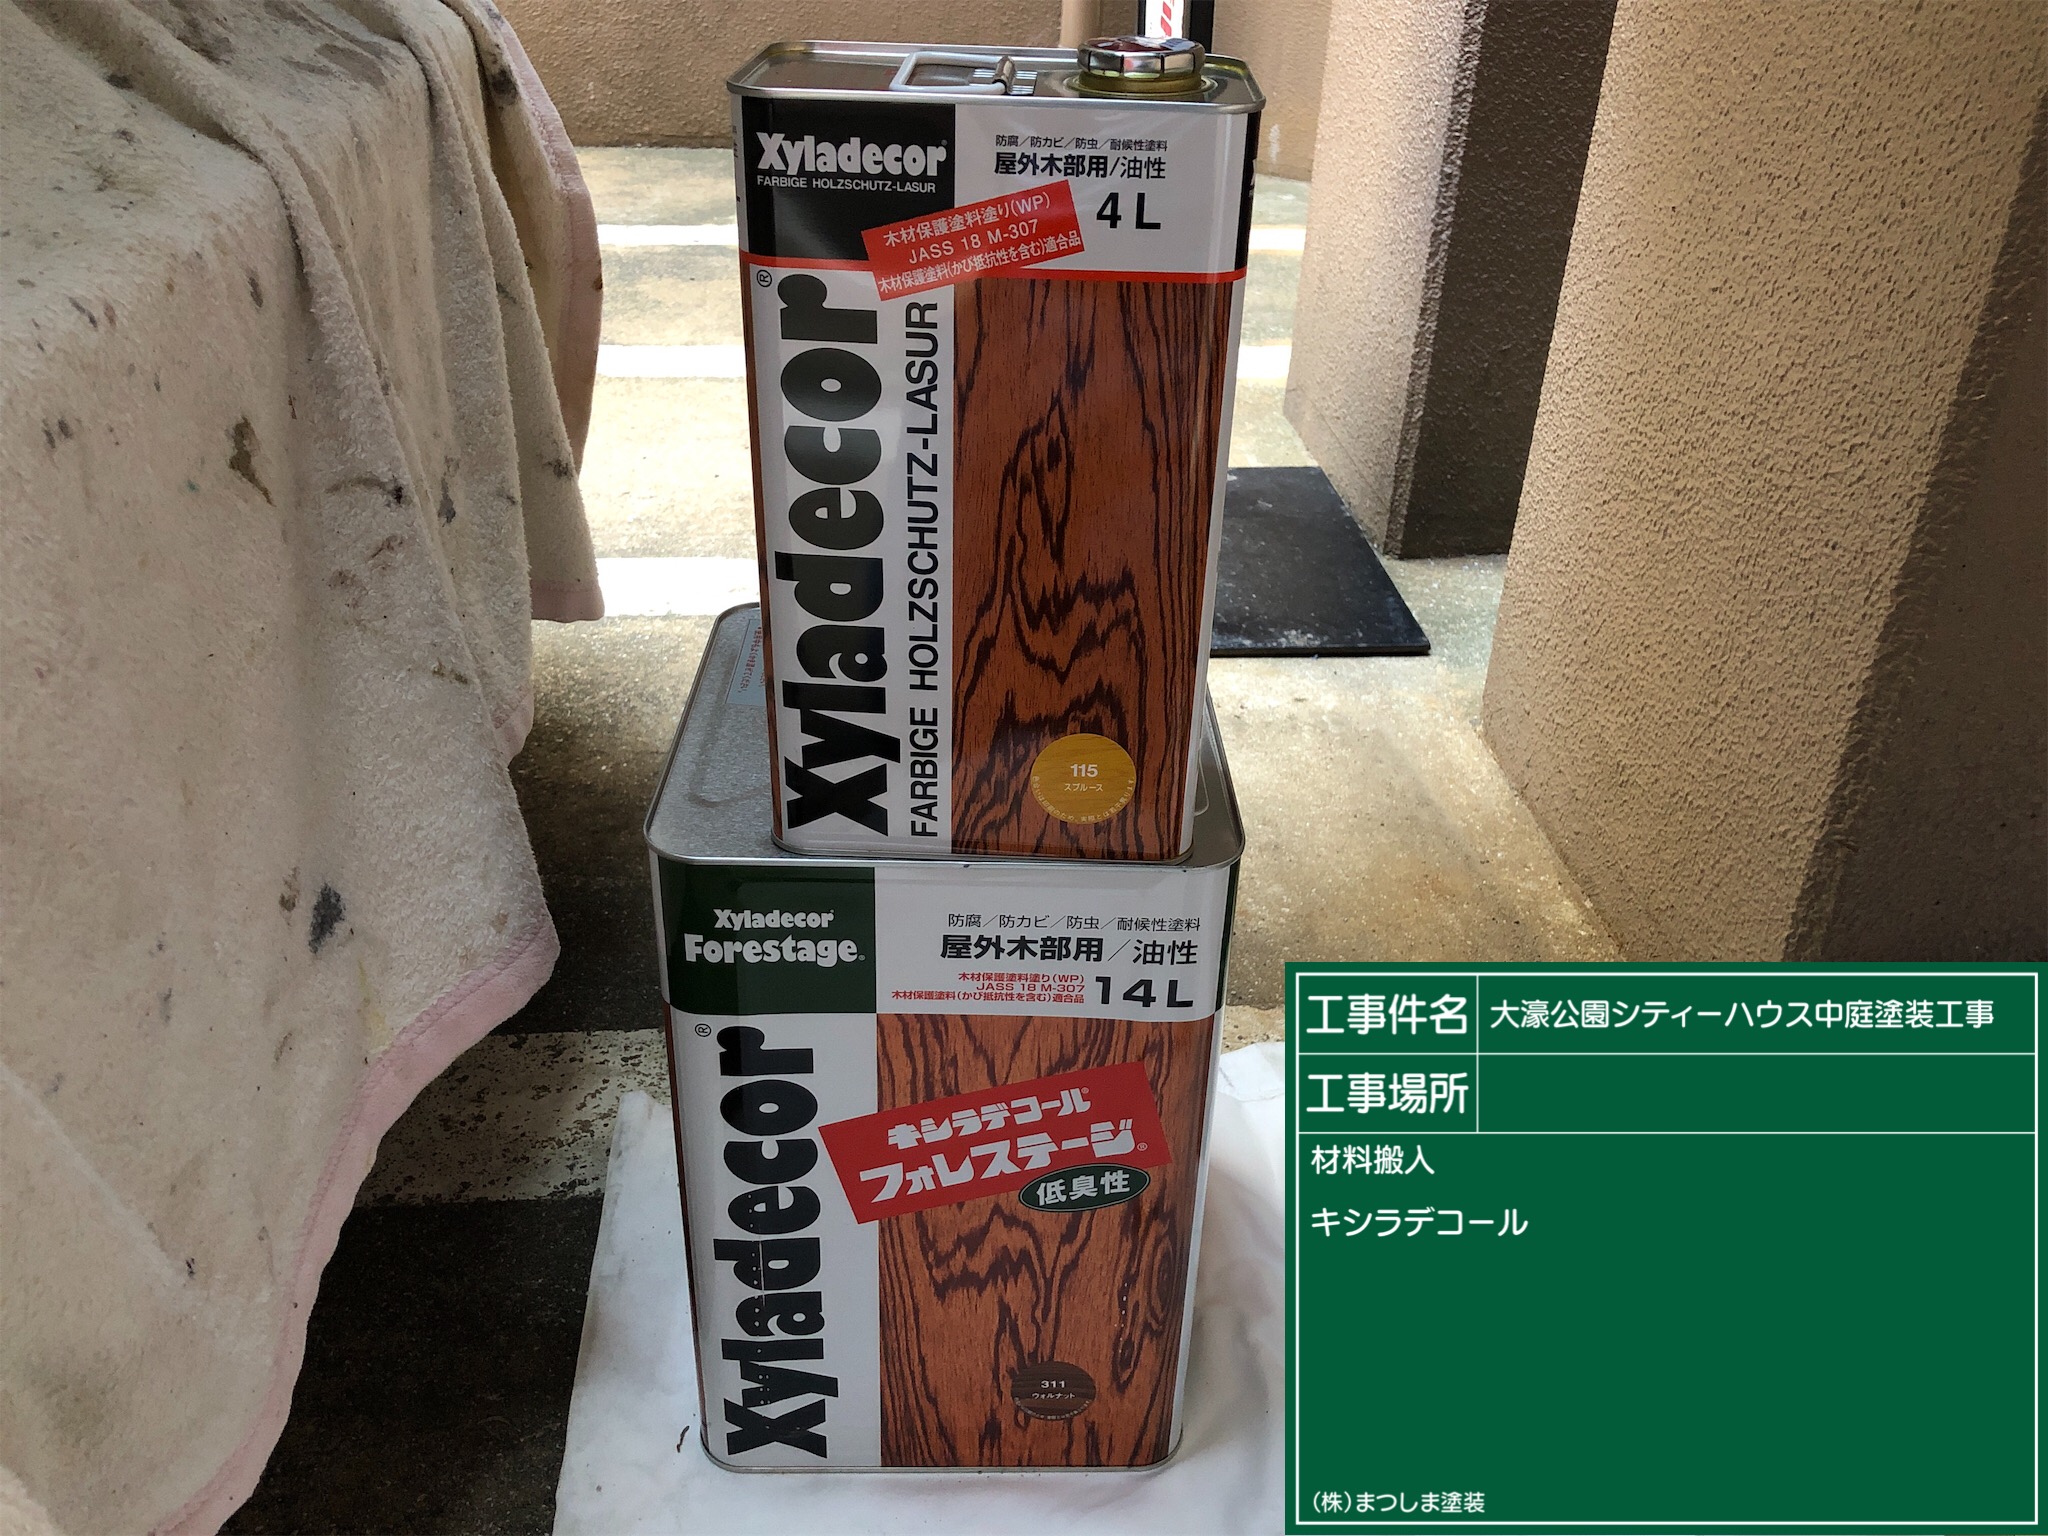 Xyladecor®
FARBIGE HOLZSCHUTZ-LASUR
防腐/防カビ/防虫/耐候性塗料
屋外木部用/油性
4L
木材保護塗料塗り(WP)
JASS 18 M-307
木材保護塗料(かび抵抗性を含む)適合品
Xyladecor®
FARBIGE HOLZSCHUTZ-LASUR
115
スプルース
Xyladecor®
Forestage®
防腐/防カビ/防虫/耐候性塗料
屋外木部用/油性
木材保護塗料塗り(WP)
JASS 18 M-307
木材保護塗料(かび抵抗性を含む)適合品
14L
Xyladecor®
キシラデコール®
フォレステージ®
低臭性
311
ウォルナット
工事件名 大濠公園シティーハウス中庭塗装工事
工事場所
材料搬入
キシラデコール
(株)まつしま塗装